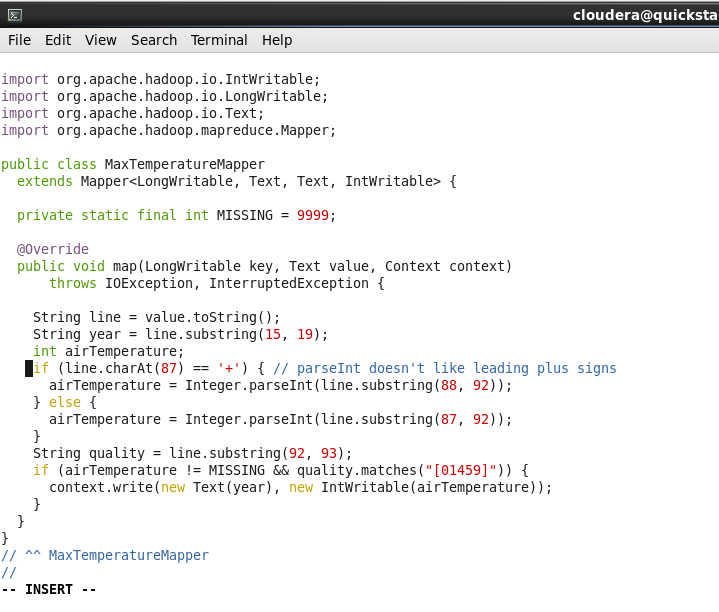 cloudera@quicksta
File Edit View Search Terminal Help
import org.apache.hadoop.io.IntWritable;
import org.apache.hadoop.io.LongWritable;
import org.apache.hadoop.io.Text;
import org.apache.hadoop.mapreduce.Mapper;

public class MaxTemperatureMapper
  extends Mapper<LongWritable, Text, Text, IntWritable> {

  private static final int MISSING = 9999;

  @Override
  public void map(LongWritable key, Text value, Context context)
      throws IOException, InterruptedException {

    String line = value.toString();
    String year = line.substring(15, 19);
    int airTemperature;
    if (line.charAt(87) == '+') { // parseInt doesn't like leading plus signs
      airTemperature = Integer.parseInt(line.substring(88, 92));
    } else {
      airTemperature = Integer.parseInt(line.substring(87, 92));
    }
    String quality = line.substring(92, 93);
    if (airTemperature != MISSING && quality.matches("[01459]")) {
      context.write(new Text(year), new IntWritable(airTemperature));
    }
  }
}
// ^^ MaxTemperatureMapper
//
-- INSERT --